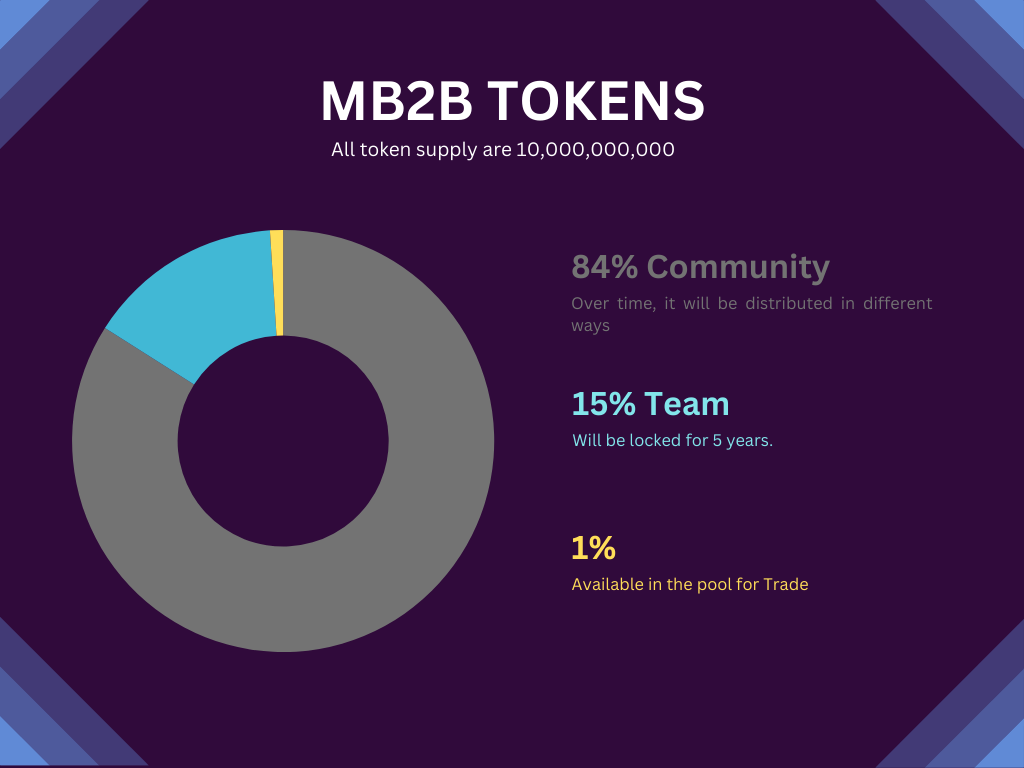 MB2B TOKENS
All token supply are 10,000,000,000
84% Community
Over time, it will be distributed in different
ways
15% Team
Will be locked for 5 years.
1%
Available in the pool for Trade